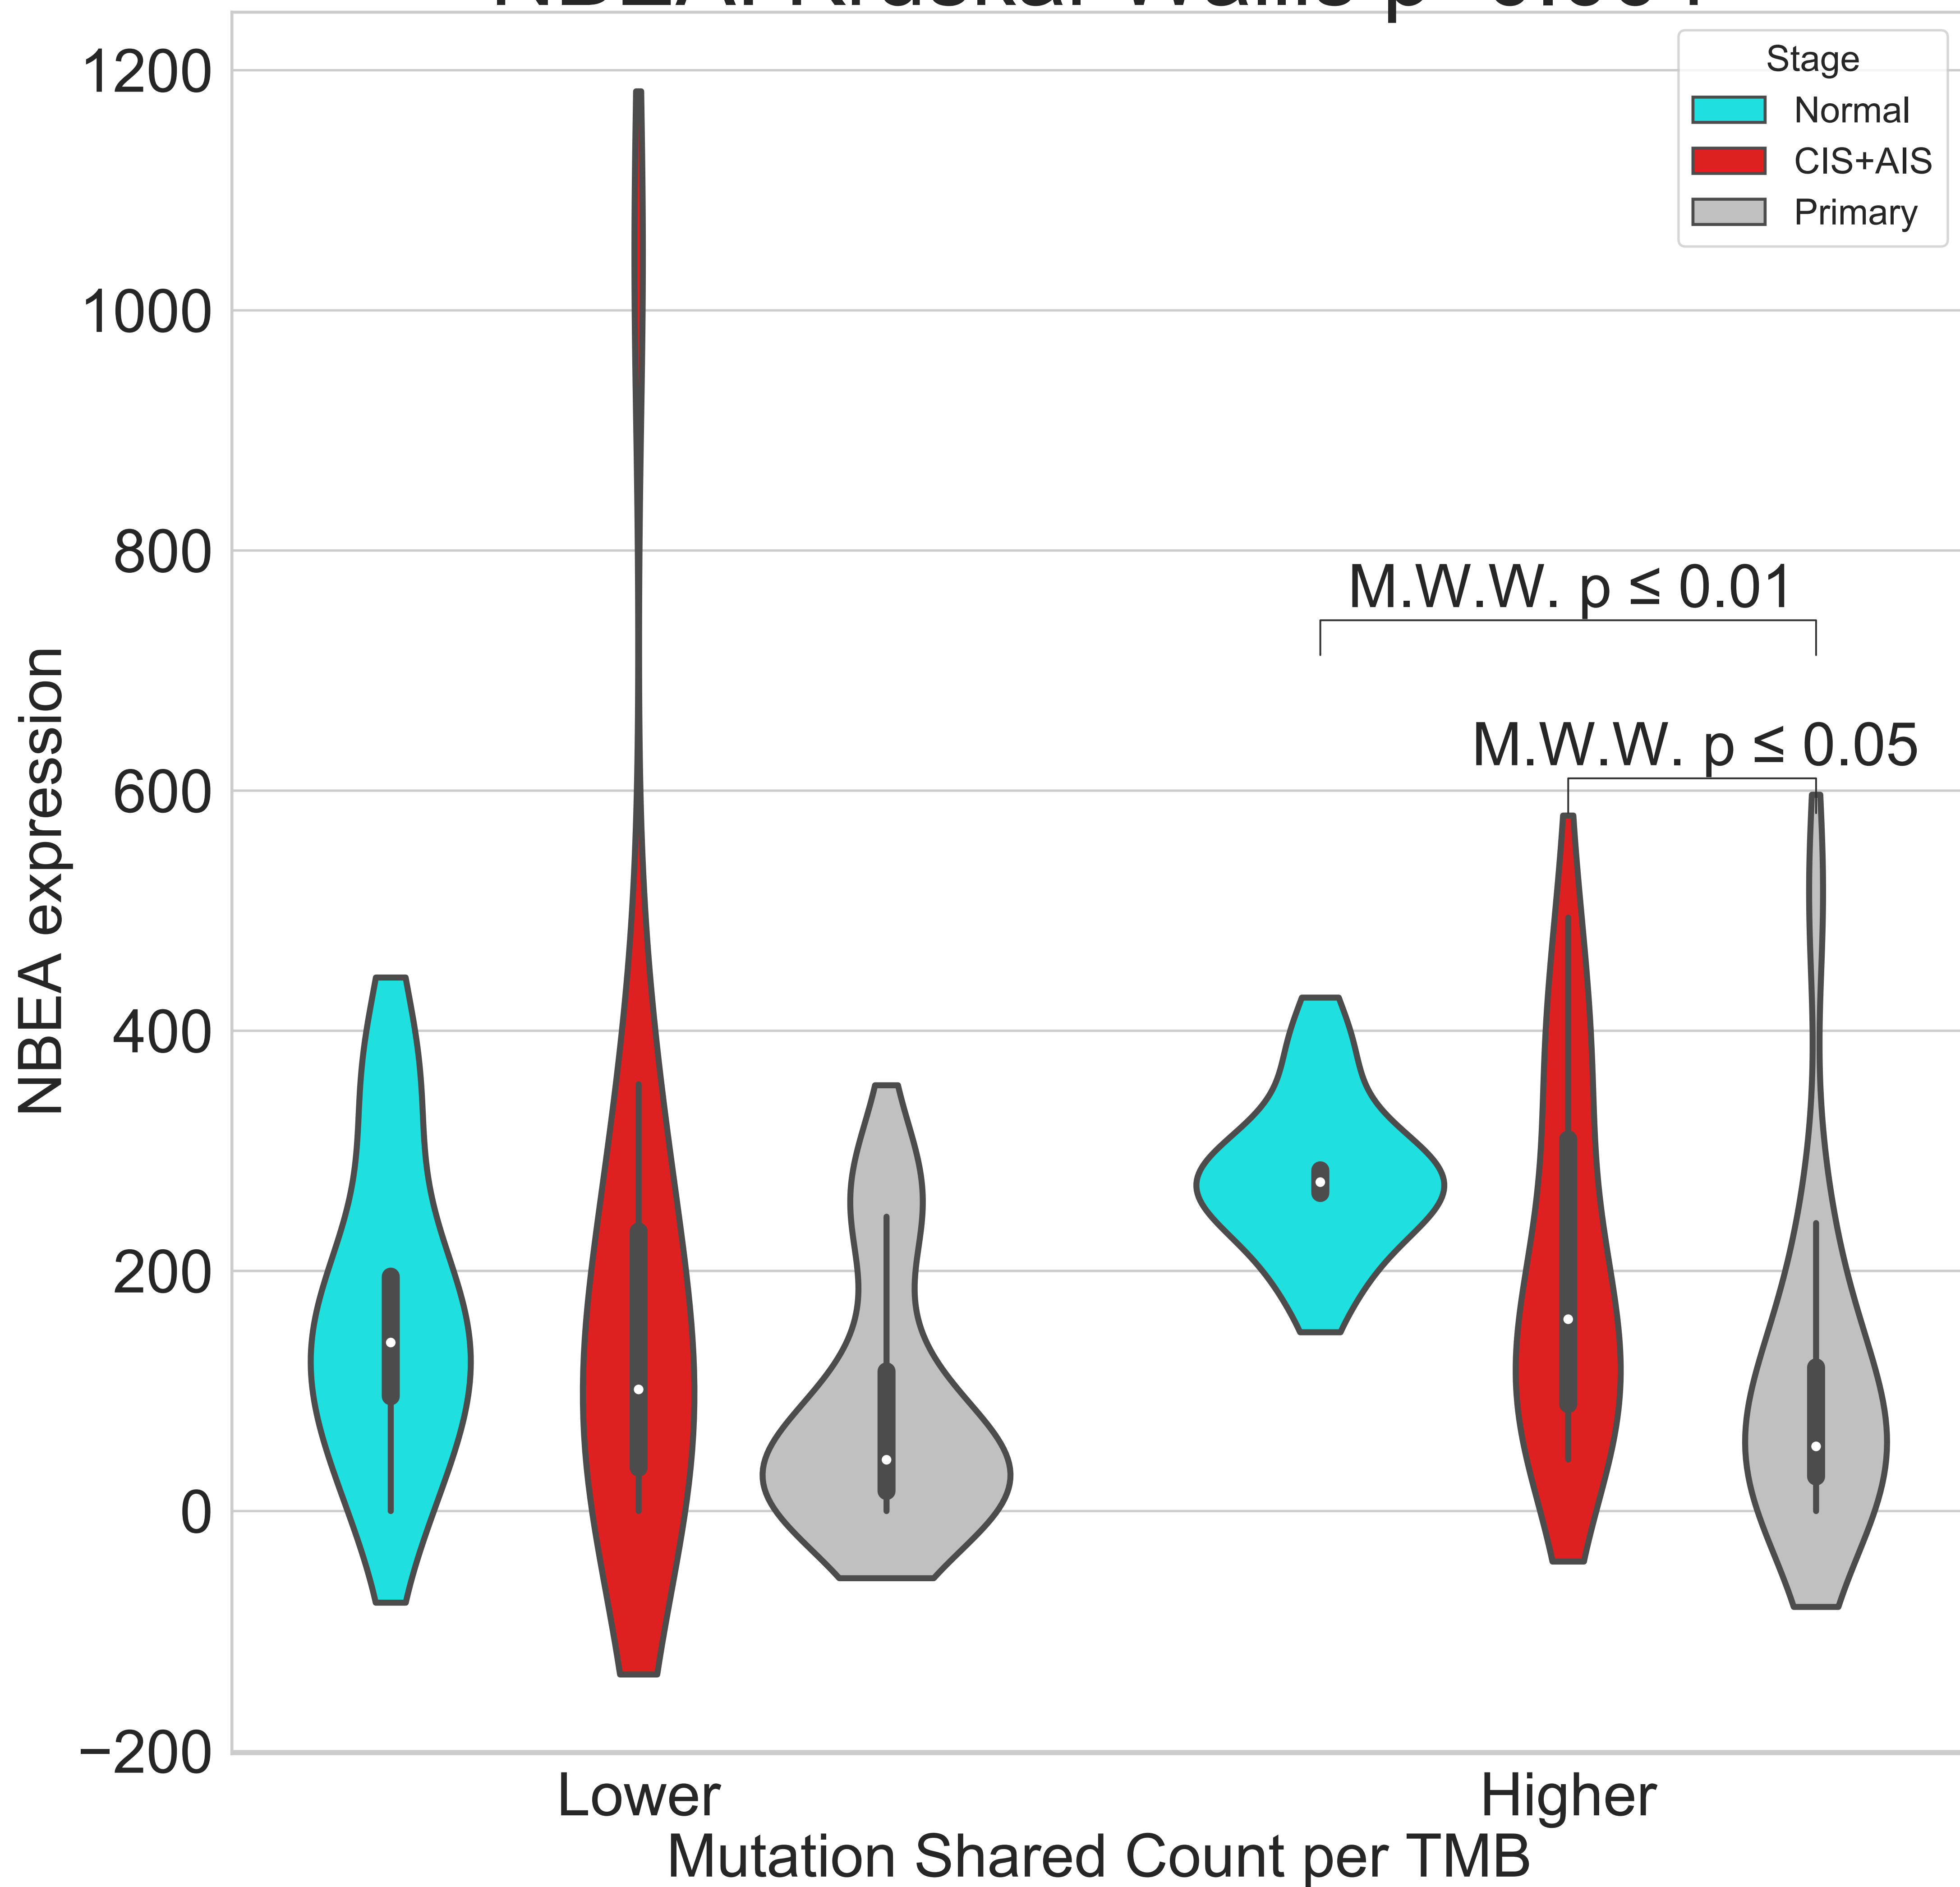 1200
1000
800
600
400
200
0
−200
NBEA expression
Stage
Normal
CIS+AIS
Primary
M.W.W. p ≤ 0.01
M.W.W. p ≤ 0.05
Lower
Higher
Mutation Shared Count per TMB